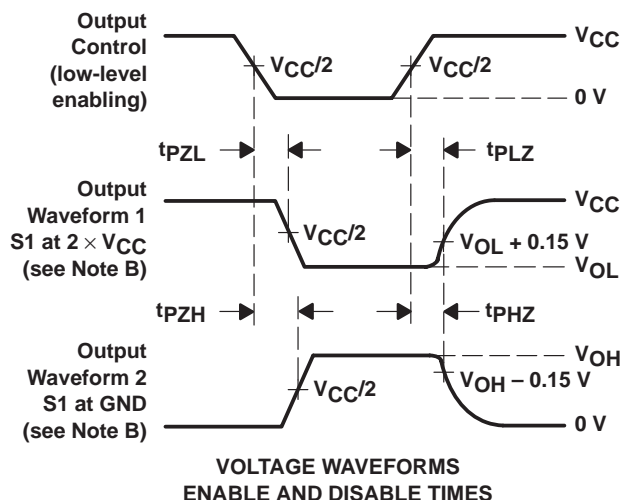 Output
Control
(low-level
enabling)
VCC/2
VCC/2
VCC
0 V
tPZL
tPLZ
Output
Waveform 1
S1 at 2 × VCC
(see Note B)
VCC/2
VCC
VOL + 0.15 V
VOL
tPZH
tPHZ
Output
Waveform 2
S1 at GND
(see Note B)
VCC/2
VOH
VOH – 0.15 V
0 V
VOLTAGE WAVEFORMS
ENABLE AND DISABLE TIMES